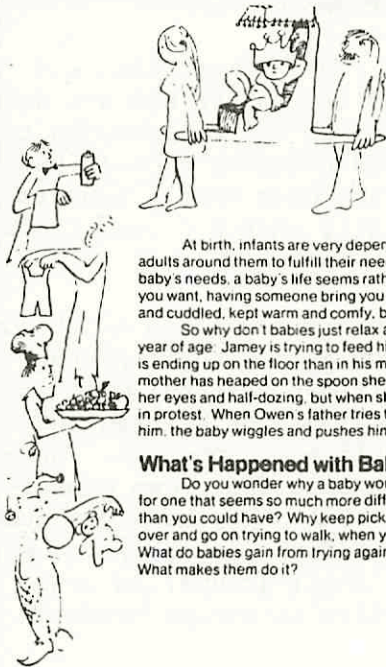 At birth, infants are very depen
adults around them to fulfill their nee
baby's needs, a baby's life seems rath
you want, having someone bring you
and cuddled, kept warm and comfy, b
So why don t babies just relax a
year of age: Jamey is trying to feed hi
is ending up on the floor than in his m
mother has heaped on the spoon she
her eyes and half-dozing, but when sh
in protest. When Owen's father tries t
him, the baby wiggles and pushes him
What's Happened with Bab
Do you wonder why a baby wou
for one that seems so much more diff
than you could have? Why keep pick
over and go on trying to walk, when y
What do babies gain from trying again
What makes them do it?